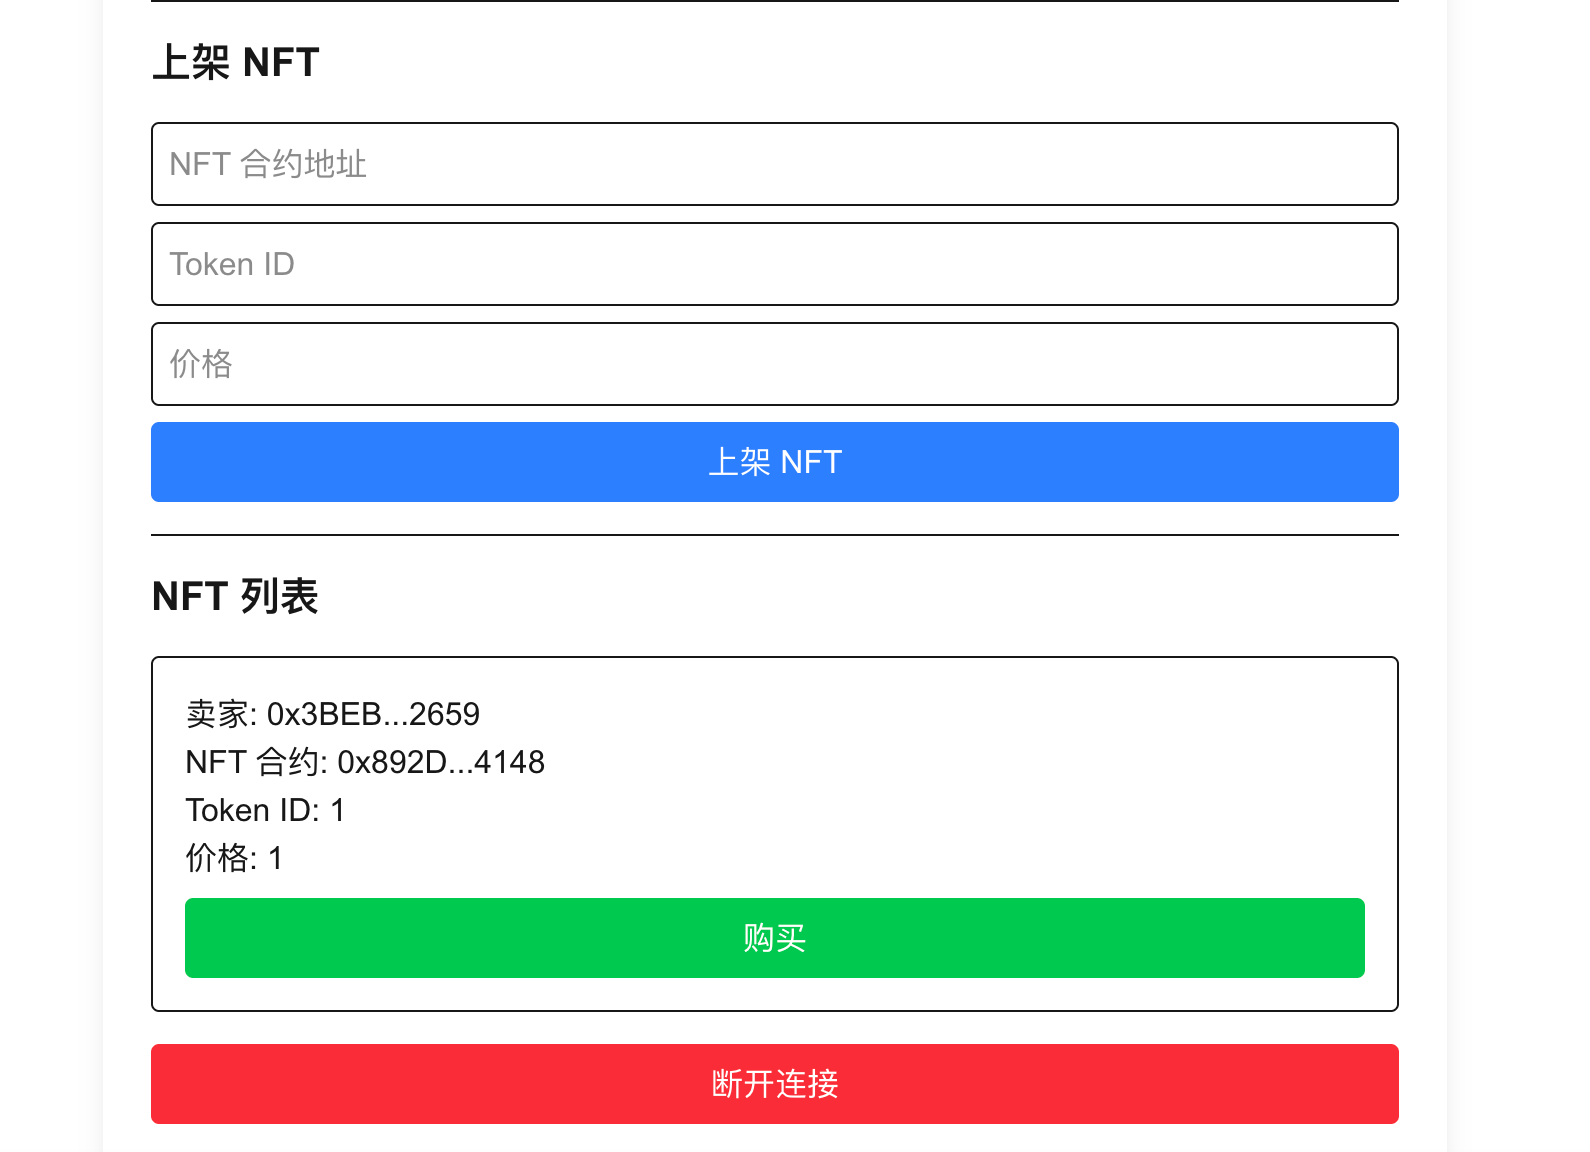 上架 NFT
NFT 合约地址
Token ID
价格
上架 NFT
NFT 列表
卖家: 0x3BEB...2659
NFT 合约: 0x892D...4148
Token ID: 1
价格: 1
购买
断开连接